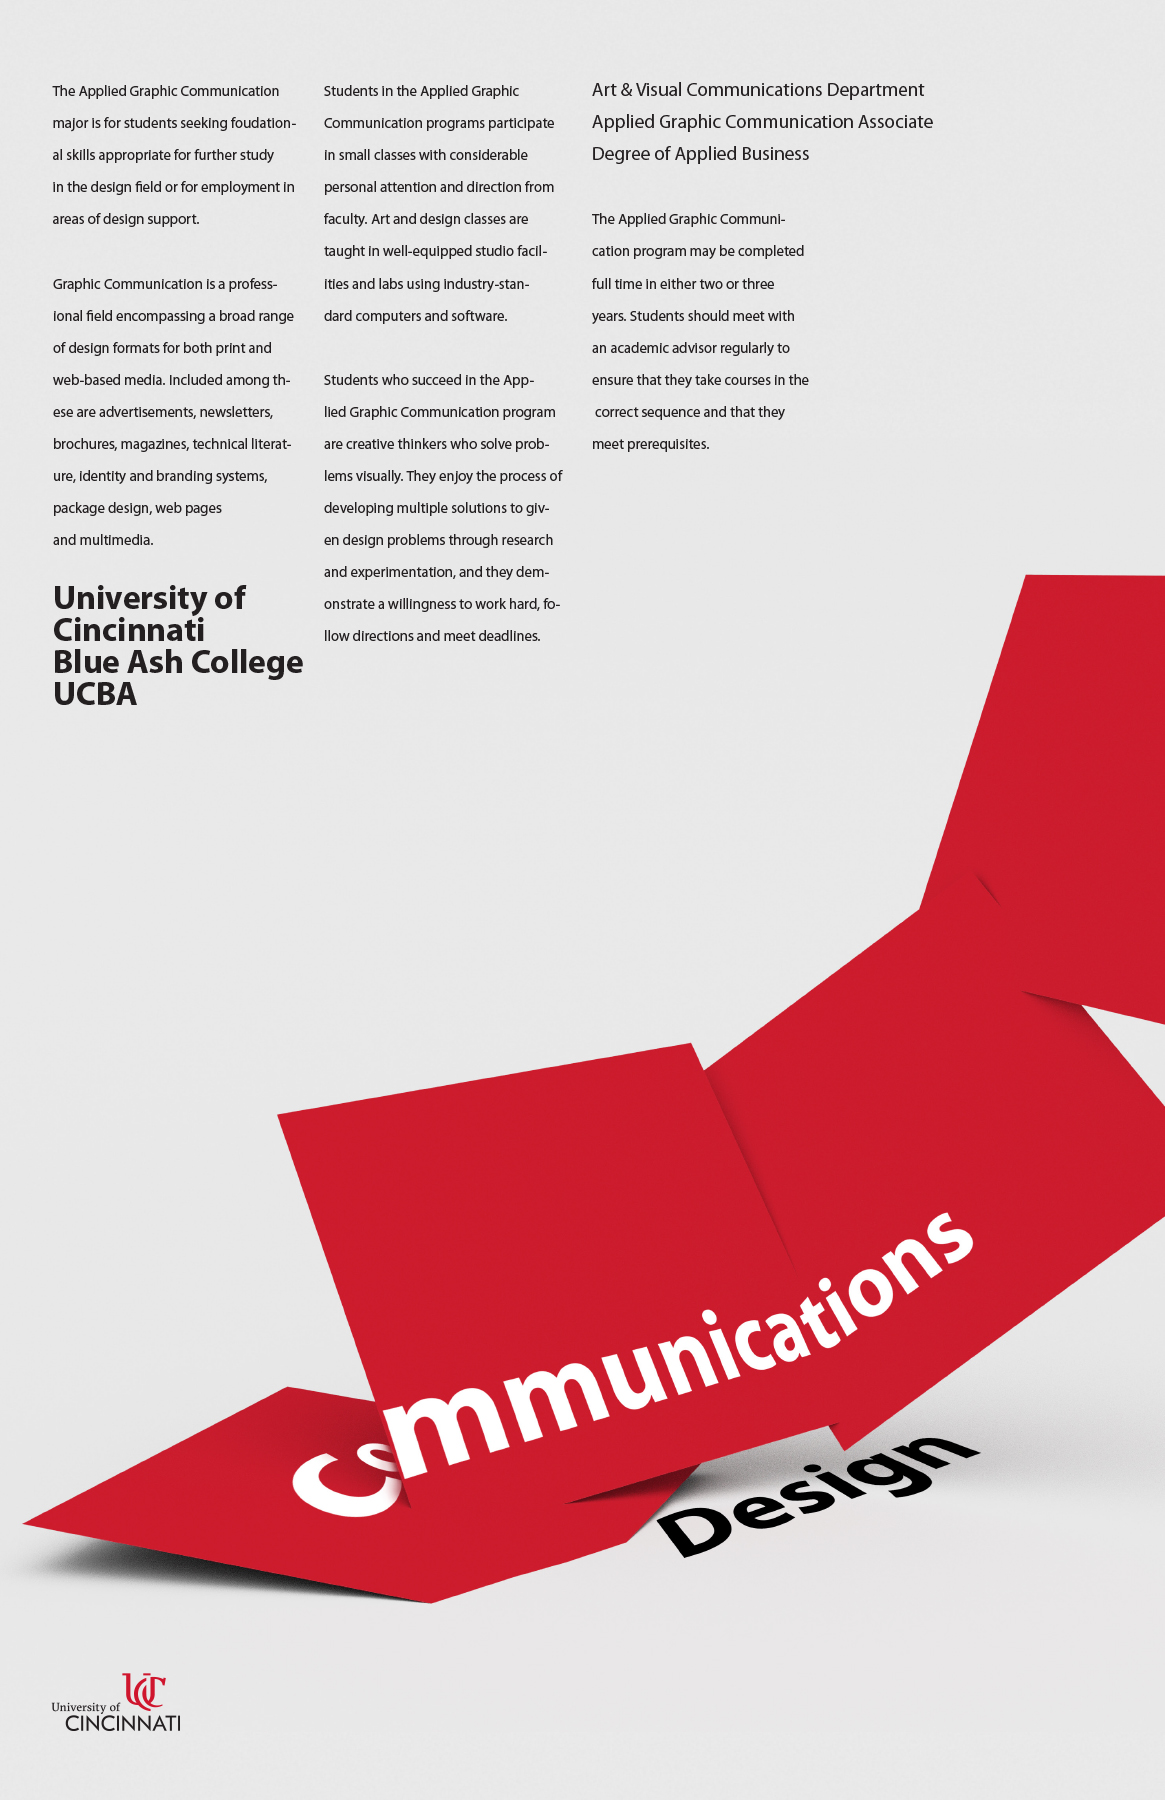 The Applied Graphic Communication
major is for students seeking foudation-
al skills appropriate for further study
in the design field or for employment in
areas of design support.
Graphic Communication is a profess-
ional field encompassing a broad range
of design formats for both print and
web-based media. Included among th-
ese are advertisements, newsletters,
brochures, magazines, technical literat-
ure, identity and branding systems,
package design, web pages
and multimedia.
University of
Cincinnati
Blue Ash College
UCBA
Students in the Applied Graphic
Communication programs participate
in small classes with considerable
personal attention and direction from
faculty. Art and design classes are
taught in well-equipped studio facil-
ities and labs using industry-stan-
dard computers and software.
Students who succeed in the App-
lied Graphic Communication program
are creative thinkers who solve prob-
lems visually. They enjoy the process of
developing multiple solutions to giv-
en design problems through research
and experimentation, and they dem-
onstrate a willingness to work hard, fo-
llow directions and meet deadlines.
Art & Visual Communications Department
Applied Graphic Communication Associate
Degree of Applied Business
The Applied Graphic Communi-
cation program may be completed
full time in either two or three
years. Students should meet with
an academic advisor regularly to
ensure that they take courses in the
correct sequence and that they
meet prerequisites.
Communications
Design
UC
University of
CINCINNATI